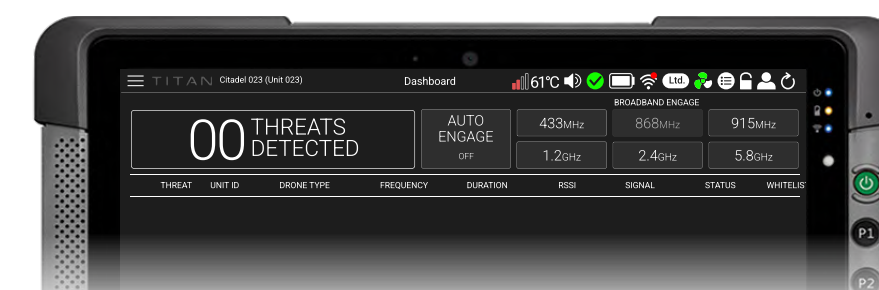 TITAN Citadel 023 (Unit 023) Dashboard 61°C Ltd.
BROADBAND ENGAGE
00 THREATS DETECTED
AUTO ENGAGE
OFF
433MHz 868MHz 915MHz
1.2GHz 2.4GHz 5.8GHz
THREAT UNIT ID DRONE TYPE FREQUENCY DURATION RSSI SIGNAL STATUS WHITELIS
P1
P2